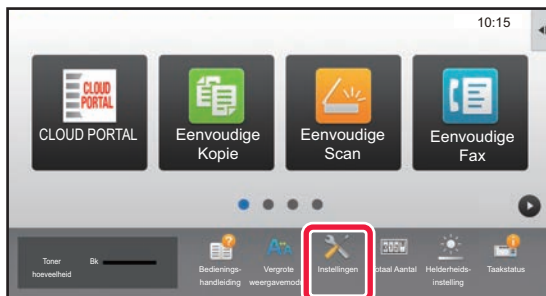 10:15
CLOUD
PORTAL
CLOUD PORTAL
Eenvoudige
Kopie
Eenvoudige
Scan
Eenvoudige
Fax
Toner
hoeveelheid
Bk
Bedienings-
handleiding
Vergrote
weergavemodus
Instellingen
Totaal Aantal
Helderheids-
instelling
Taakstatus